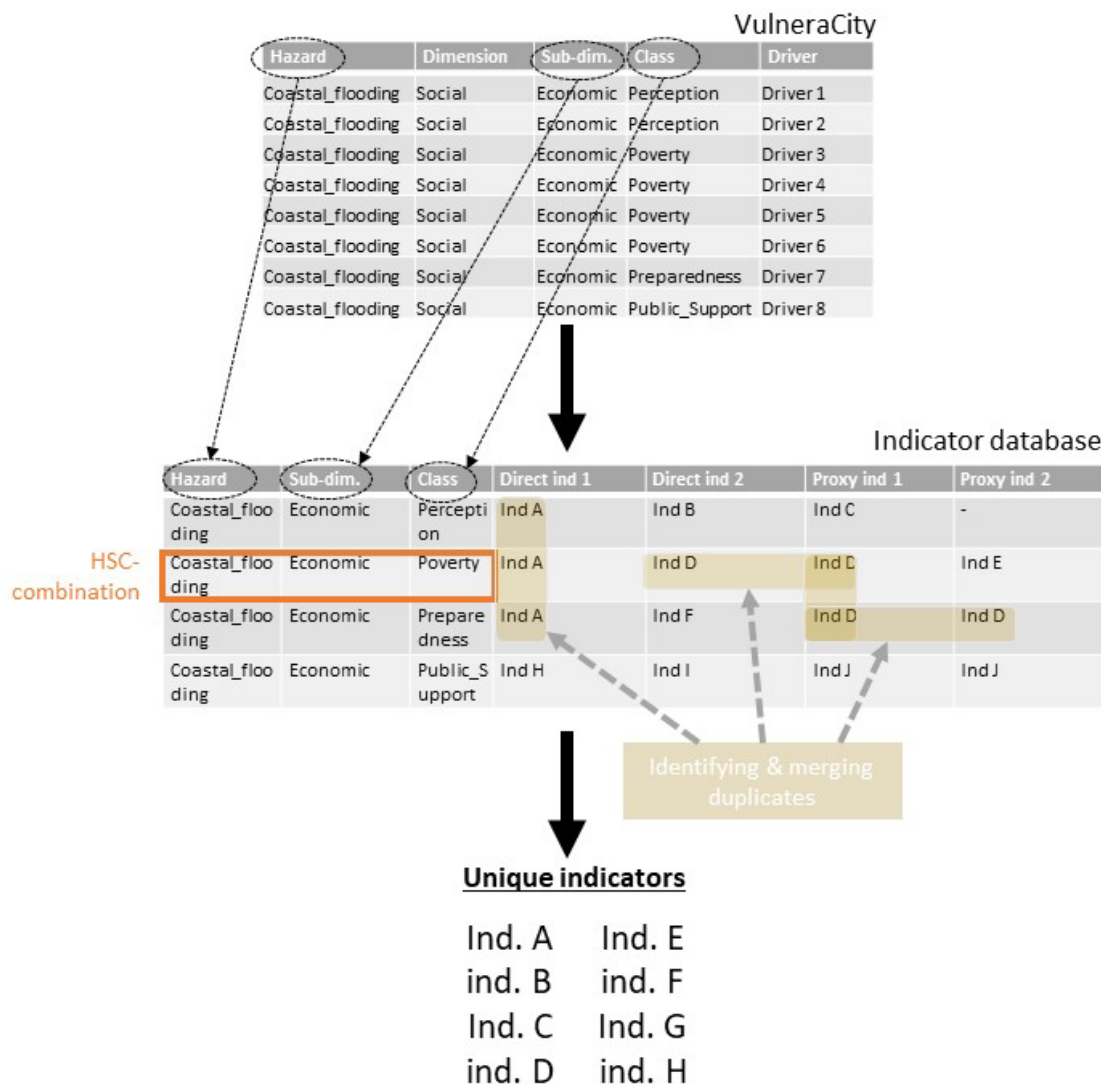 VulneraCity
Hazard Dimension Sub-dim. Class Driver
Coastal_flooding Social Economic Perception Driver 1
Coastal_flooding Social Economic Perception Driver 2
Coastal_flooding Social Economic Poverty Driver 3
Coastal_flooding Social Economic Poverty Driver 4
Coastal_flooding Social Economic Poverty Driver 5
Coastal_flooding Social Economic Poverty Driver 6
Coastal_flooding Social Economic Preparedness Driver 7
Coastal_flooding Social Economic Public_Support Driver 8
Indicator database
Hazard Sub-dim. Class Direct ind 1 Direct ind 2 Proxy ind 1 Proxy ind 2
Coastal_floo Economic Percepti Ind A Ind B Ind C -
ding on
HSC-
combination
Coastal_floo Economic Poverty Ind A Ind D Ind D Ind E
ding
Coastal_floo Economic Prepare Ind A Ind F Ind D Ind D
ding dness
Coastal_floo Economic Public_S Ind H Ind I Ind J Ind J
ding upport
Identifying & merging
duplicates
Unique indicators
Ind. A Ind. E
ind. B ind. F
Ind. C Ind. G
ind. D ind. H